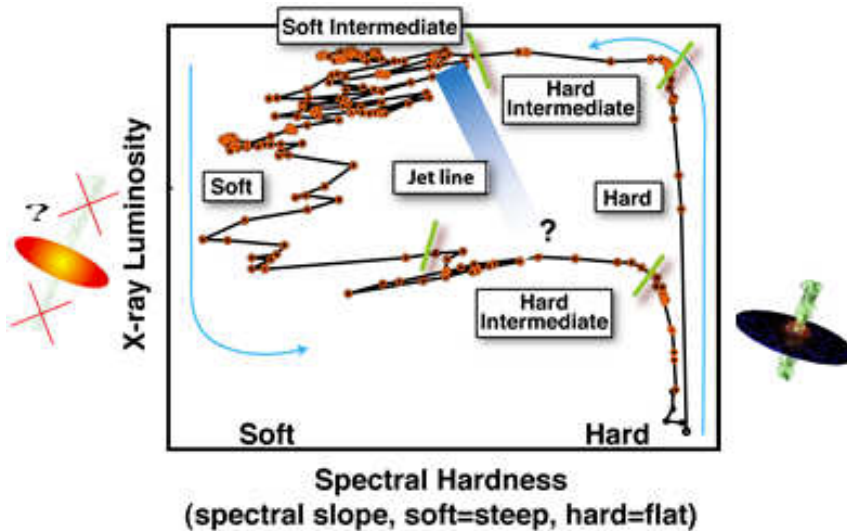 Soft Intermediate
Hard
Intermediate
?
X-ray Luminosity
Soft
Jet line
Hard
?
Hard
Intermediate
Soft
Hard
Spectral Hardness
(spectral slope, soft=steep, hard=flat)